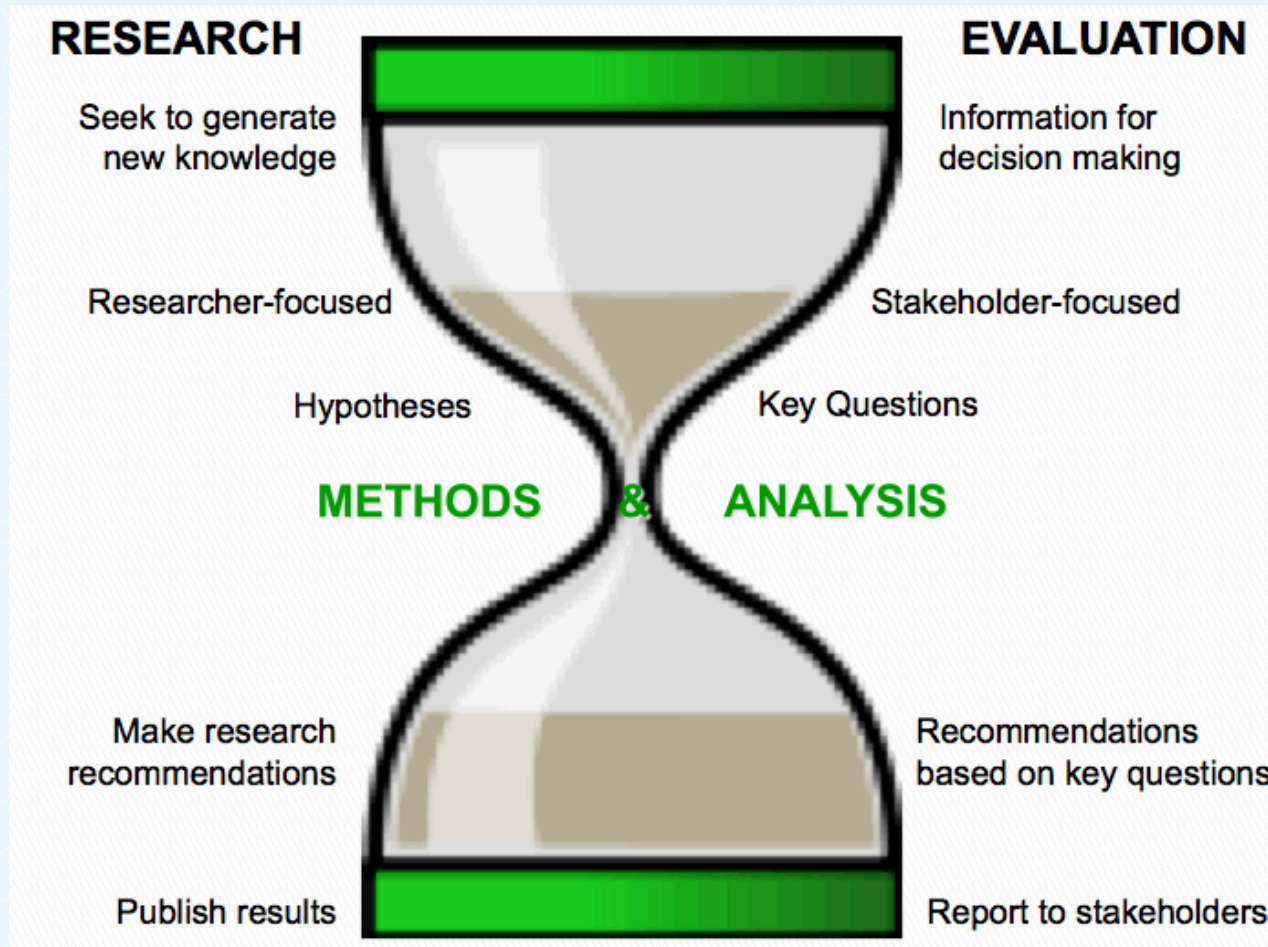 RESEARCH
EVALUATION
Seek to generate
new knowledge
Information for
decision making
Researcher-focused
Stakeholder-focused
Hypotheses
Key Questions
METHODS & ANALYSIS
Make research
recommendations
Recommendations
based on key questions
Publish results
Report to stakeholders